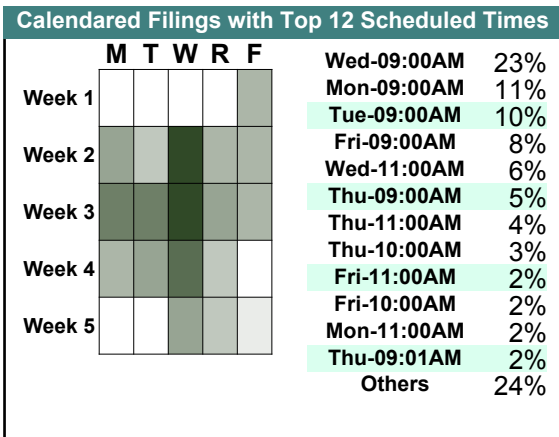 Calendared Filings with Top 12 Scheduled Times
M T W R F
Week 1
Week 2
Week 3
Week 4
Week 5
Wed-09:00AM 23%
Mon-09:00AM 11%
Tue-09:00AM 10%
Fri-09:00AM 8%
Wed-11:00AM 6%
Thu-09:00AM 5%
Thu-11:00AM 4%
Thu-10:00AM 3%
Fri-11:00AM 2%
Fri-10:00AM 2%
Mon-11:00AM 2%
Thu-09:01AM 2%
Others 24%